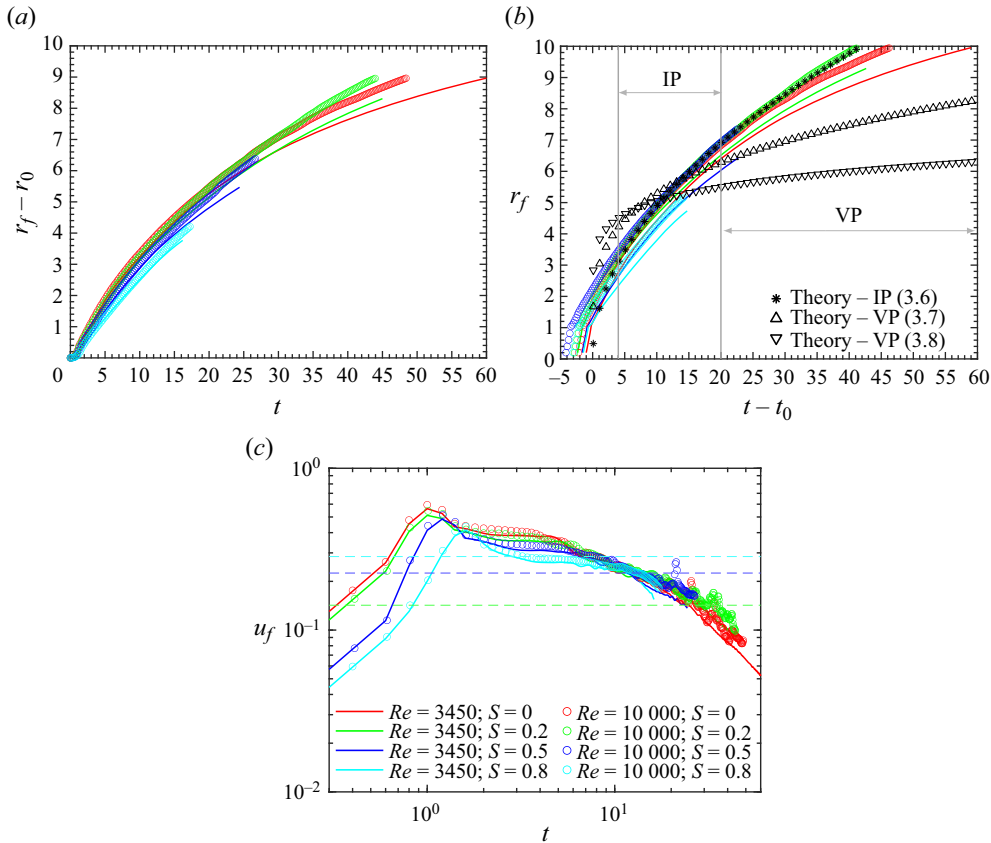 (a)
10
9
8
7
6
5
4
3
2
1
0
r_f – r_0
0 5 10 15 20 25 30 35 40 45 50 55 60
t
(b)
10
9
8
7
6
5
4
3
2
1
0
r_f
IP
VP
Theory – IP (3.6)
Theory – VP (3.7)
Theory – VP (3.8)
–5 0 5 10 15 20 25 30 35 40 45 50 55 60
t – t_0
(c)
10^0
10^–1
10^–2
u_f
Re = 3450; S = 0 Re = 10 000; S = 0
Re = 3450; S = 0.2 Re = 10 000; S = 0.2
Re = 3450; S = 0.5 Re = 10 000; S = 0.5
Re = 3450; S = 0.8 Re = 10 000; S = 0.8
10^0 10^1
t